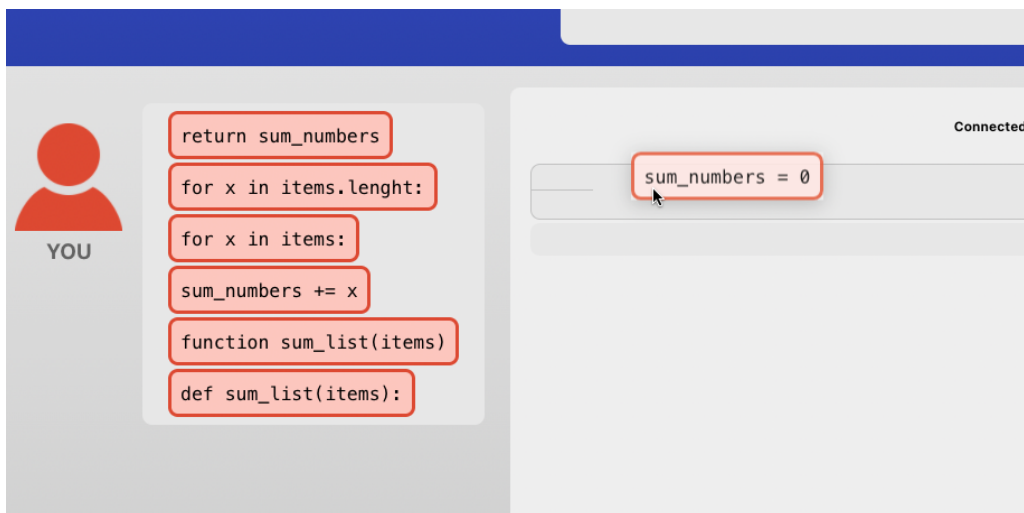 Connected
return sum_numbers
sum_numbers = 0
for x in items.lenght:
for x in items:
YOU
sum_numbers += x
function sum_list(items)
def sum_list(items):